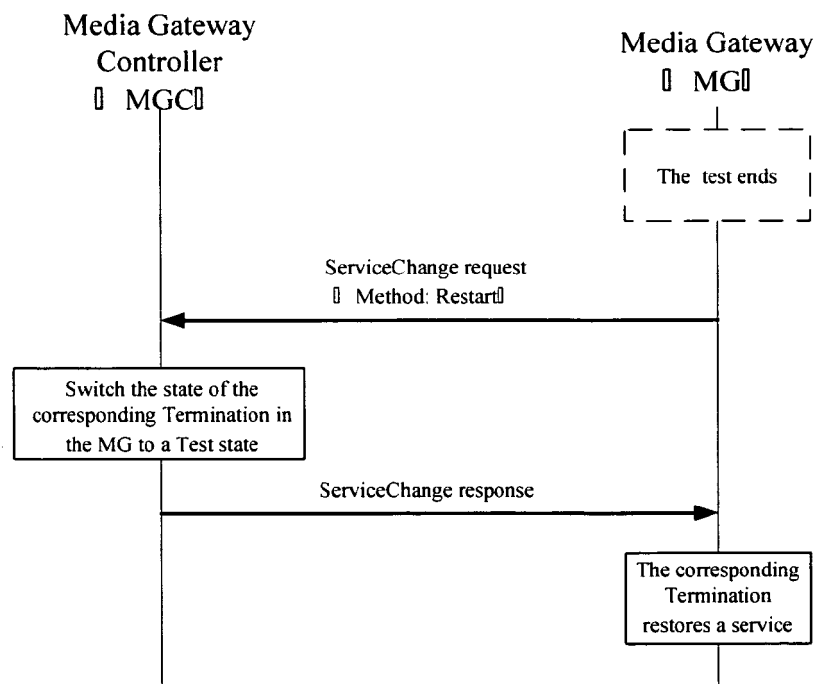 Media Gateway
Controller
▯ MGC▯
Media Gateway
▯ MG▯
The test ends
ServiceChange request
▯ Method: Restart▯
Switch the state of the
corresponding Termination in
the MG to a Test state
ServiceChange response
The corresponding
Termination
restores a service